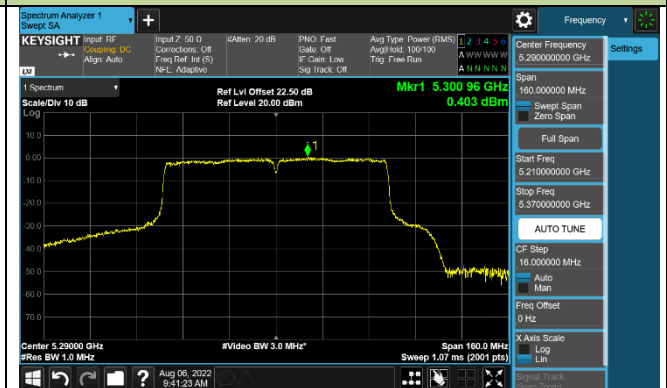 Spectrum Analyzer 1
Swept SA
+
Frequency
KEYSIGHT
Input: RF
Coupling: DC
Align: Auto
Input Z: 50 Ω
Corrections: Off
Freq Ref: Int (S)
NFE: Adaptive
#Atten: 20 dB
PNO: Fast
Gate: Off
IF Gain: Low
Sig Track: Off
Avg Type: Power (RMS)
Avg|Hold: 100/100
Trig: Free Run
1 2 3 4 5 6
A W W W W W
A N N N N N
LXI
1 Spectrum
Scale/Div 10 dB
Log
Ref Lvl Offset 22.50 dB
Ref Level 20.00 dBm
Mkr1 5.300 96 GHz
0.403 dBm
10.0
0.00
-10.0
-20.0
-30.0
-40.0
-50.0
-60.0
-70.0
1
Center 5.29000 GHz
#Res BW 1.0 MHz
#Video BW 3.0 MHz*
Span 160.0 MHz
Sweep 1.07 ms (2001 pts)
Center Frequency
5.290000000 GHz
Settings
Span
160.000000 MHz
Swept Span
Zero Span
Full Span
Start Freq
5.210000000 GHz
Stop Freq
5.370000000 GHz
AUTO TUNE
CF Step
16.000000 MHz
Auto
Man
Freq Offset
0 Hz
X Axis Scale
Log
Lin
Signal Track
?
Aug 06, 2022
9:41:23 AM